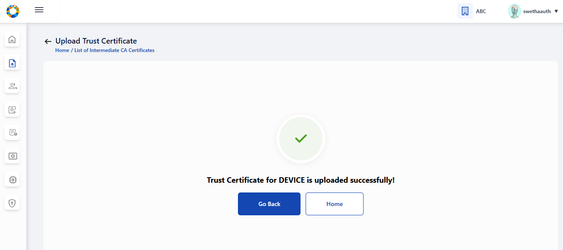 ABC
swethaauth
Upload Trust Certificate
Home / List of Intermediate CA Certificates
Trust Certificate for DEVICE is uploaded successfully!
Go Back
Home